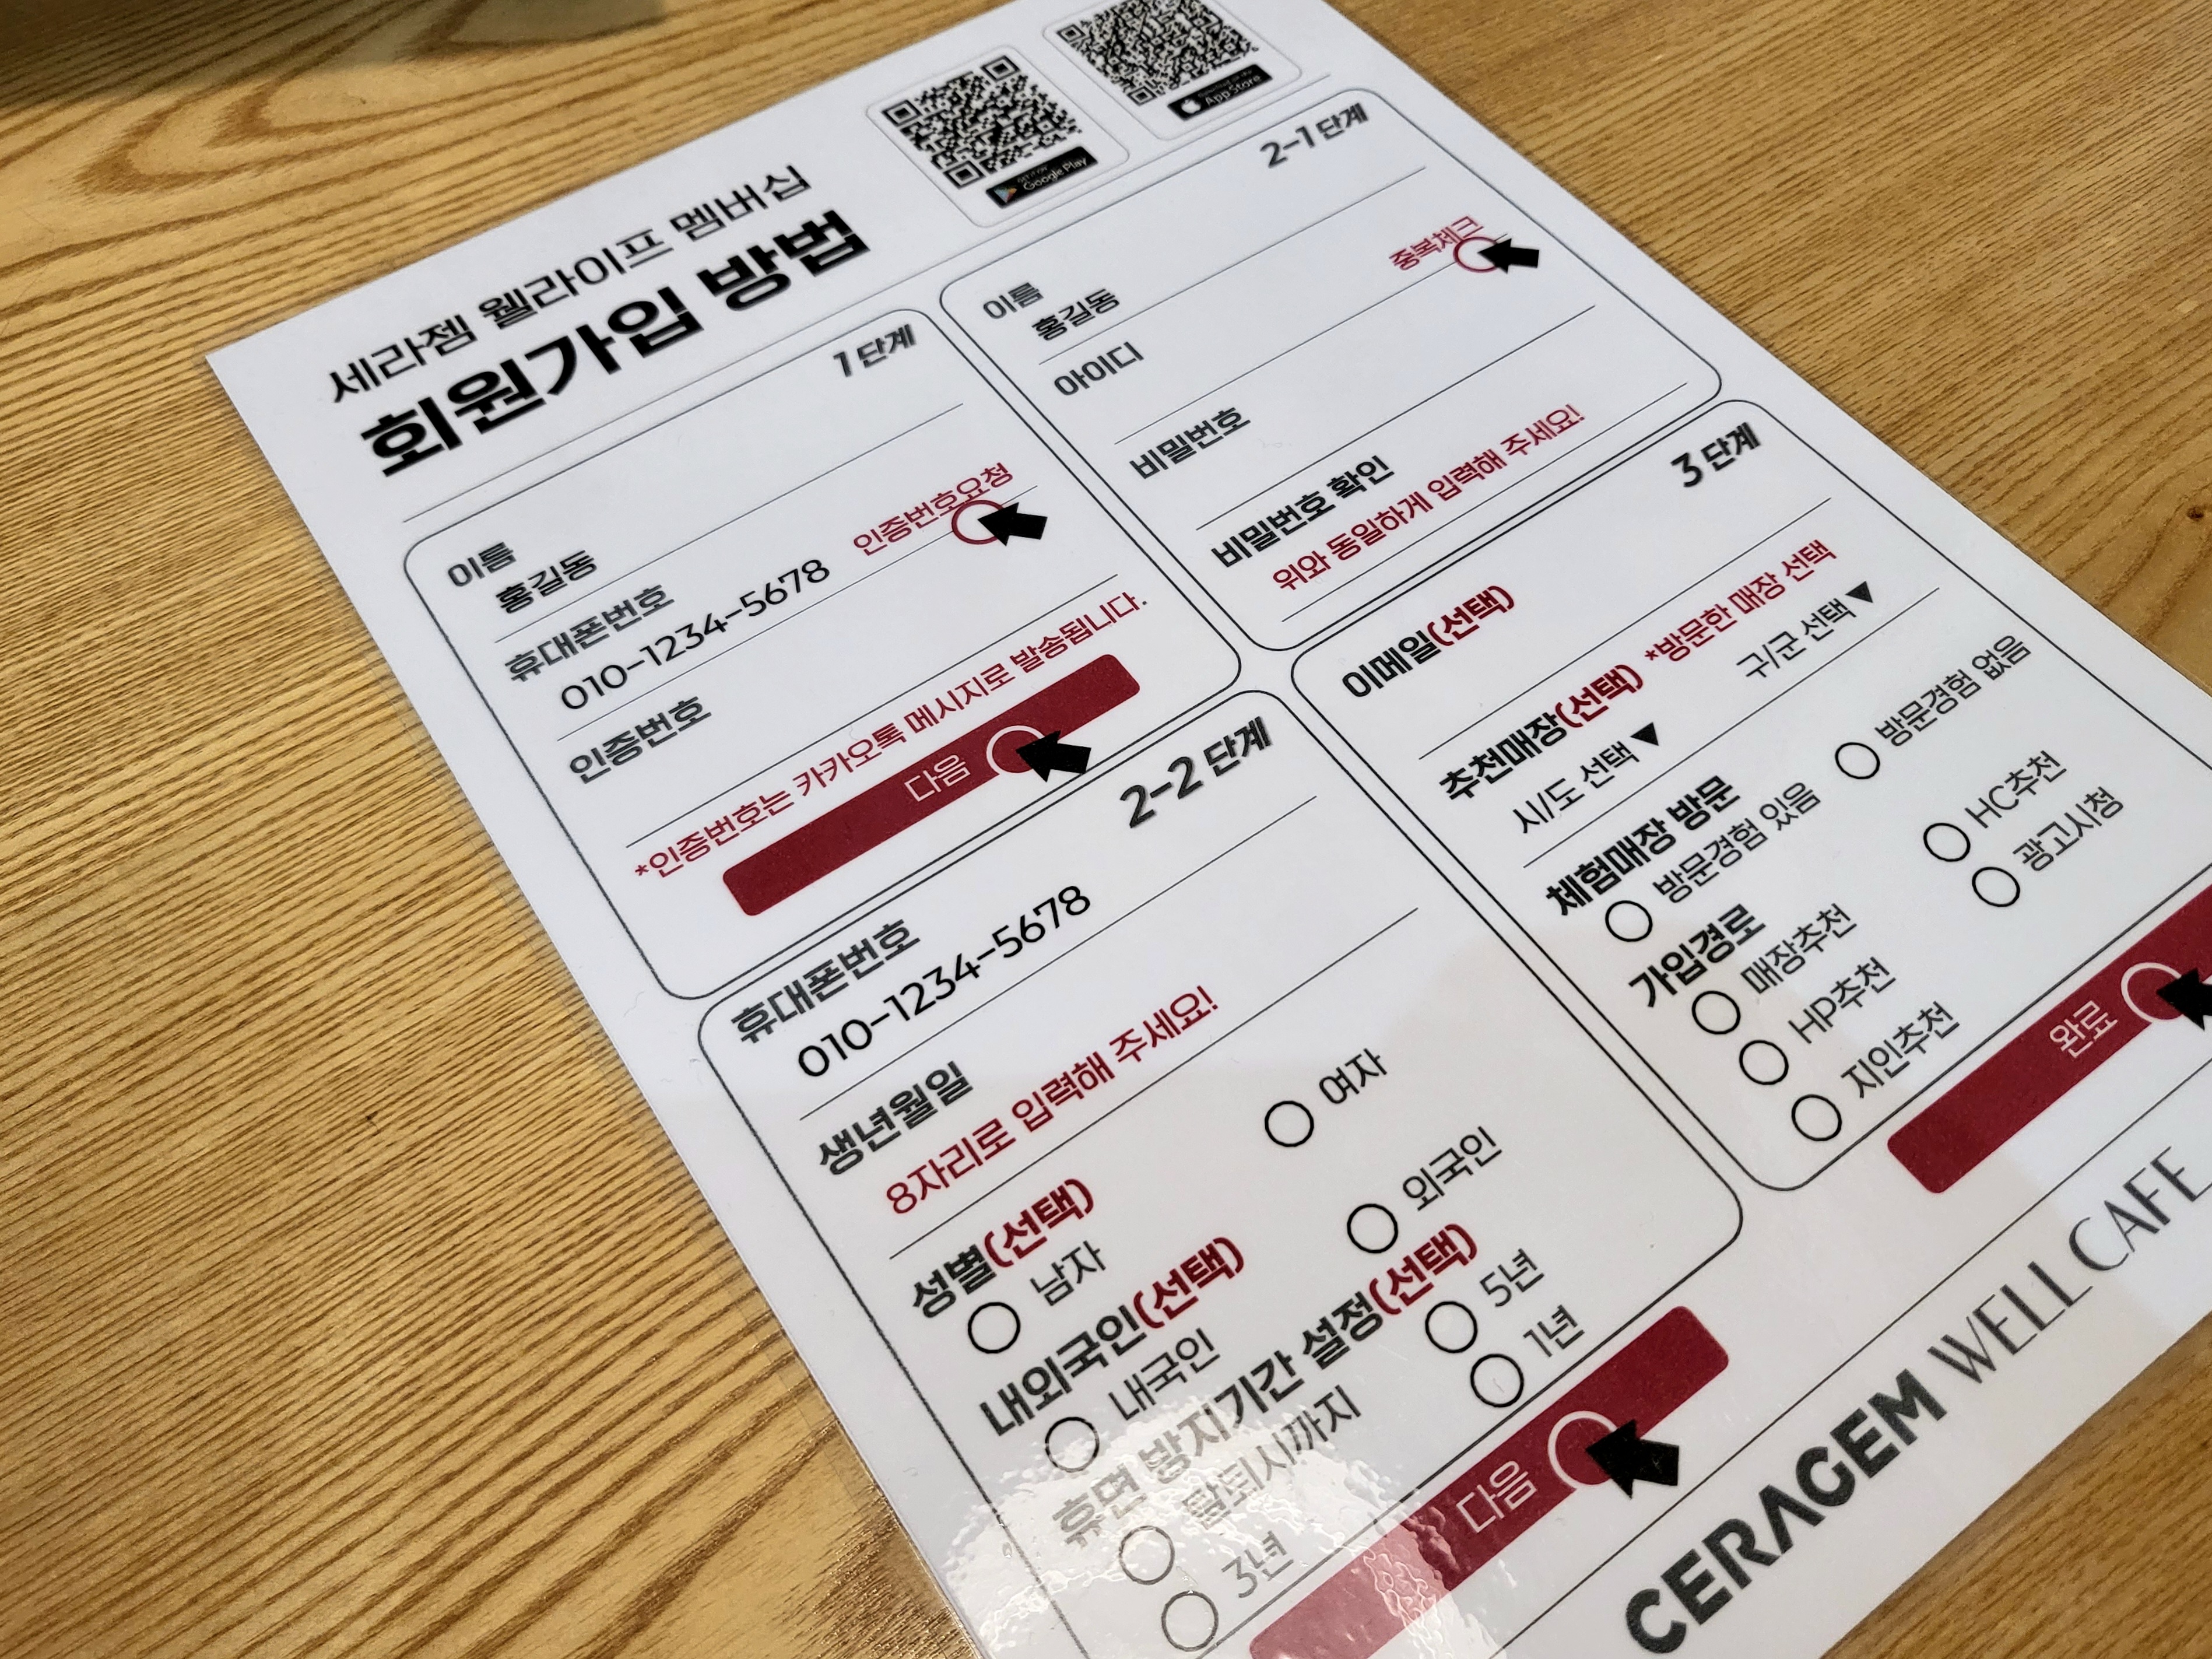 세라젬 웰라이프 멤버십
회원가입 방법
Google Play
App Store
1 단계
이름
홍길동
휴대폰번호
010-1234-5678 인증번호요청
인증번호
*인증번호는 카카오톡 메시지로 발송됩니다.
다음
2-1 단계
이름
홍길동
아이디
중복체크
비밀번호
비밀번호 확인
위와 동일하게 입력해 주세요!
2-2 단계
휴대폰번호
010-1234-5678
생년월일
8자리로 입력해 주세요!
성별(선택)
남자 여자
내외국인(선택)
내국인 외국인
휴면 방지기간 설정(선택)
탈퇴시까지 5년
3년 1년
다음
3 단계
이메일(선택)
추천매장(선택) *방문한 매장 선택
시/도 선택▼ 구/군 선택▼
체험매장 방문
방문경험 있음 방문경험 없음
가입경로
매장추천 HC추천
HP추천 광고시청
지인추천
완료
CERAGEM WELL CAFE